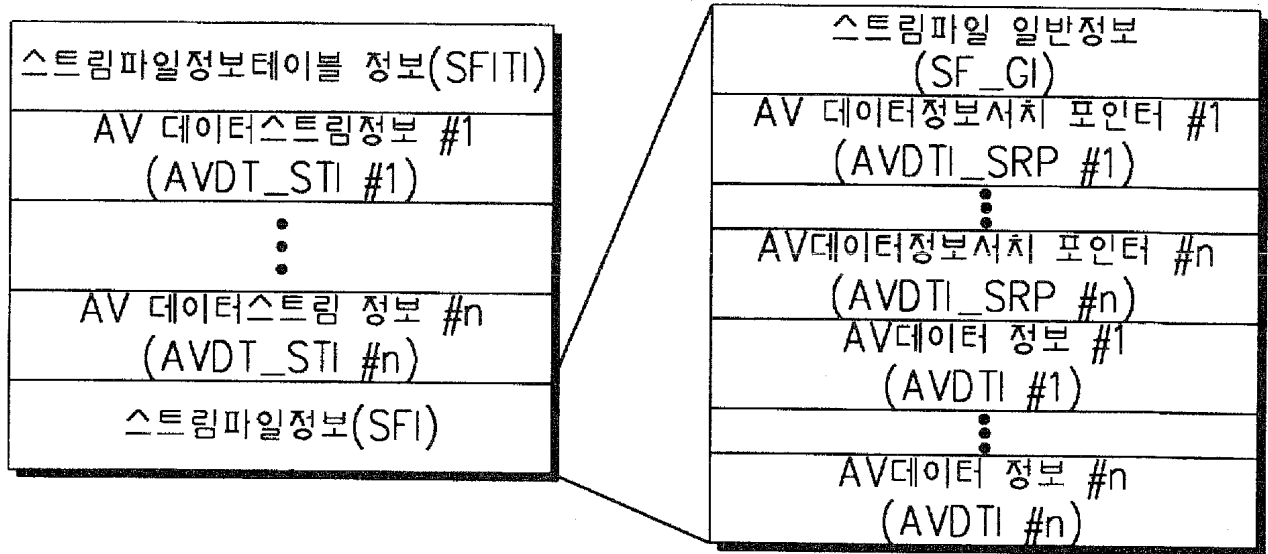 스트림파일정보테이블 정보(SFITI)
AV 데이터스트림정보 #1
(AVDT_STI #1)
AV 데이터스트림 정보 #n
(AVDT_STI #n)
스트림파일정보(SFI)
스트림파일 일반정보
(SF_GI)
AV 데이터정보서치 포인터 #1
(AVDTI_SRP #1)
AV데이터정보서치 포인터 #n
(AVDTI_SRP #n)
AV데이터 정보 #1
(AVDTI #1)
AV데이터 정보 #n
(AVDTI #n)